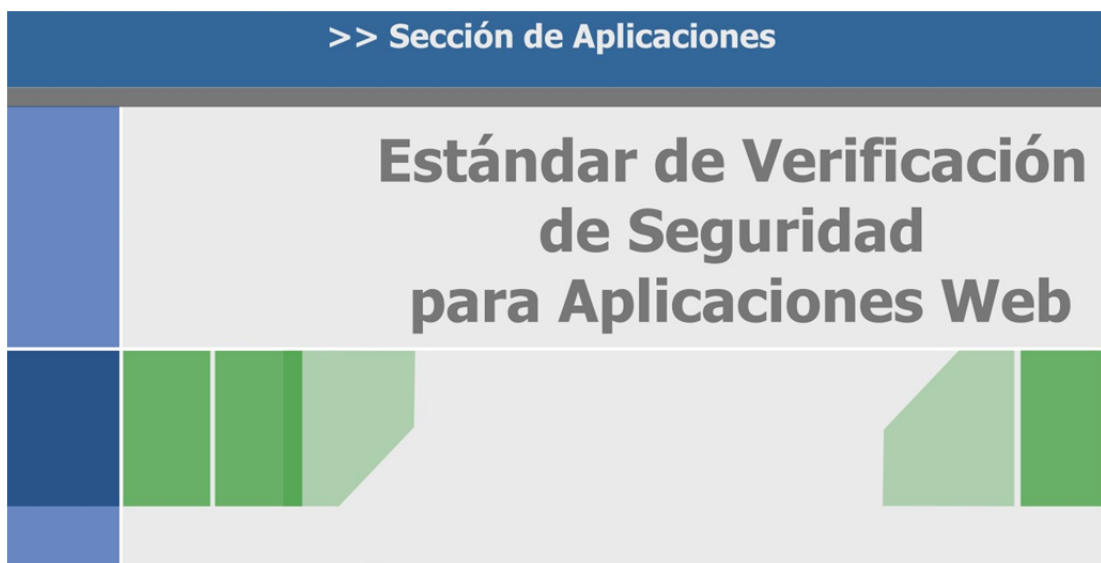 >> Sección de Aplicaciones
Estándar de Verificación
de Seguridad
para Aplicaciones Web